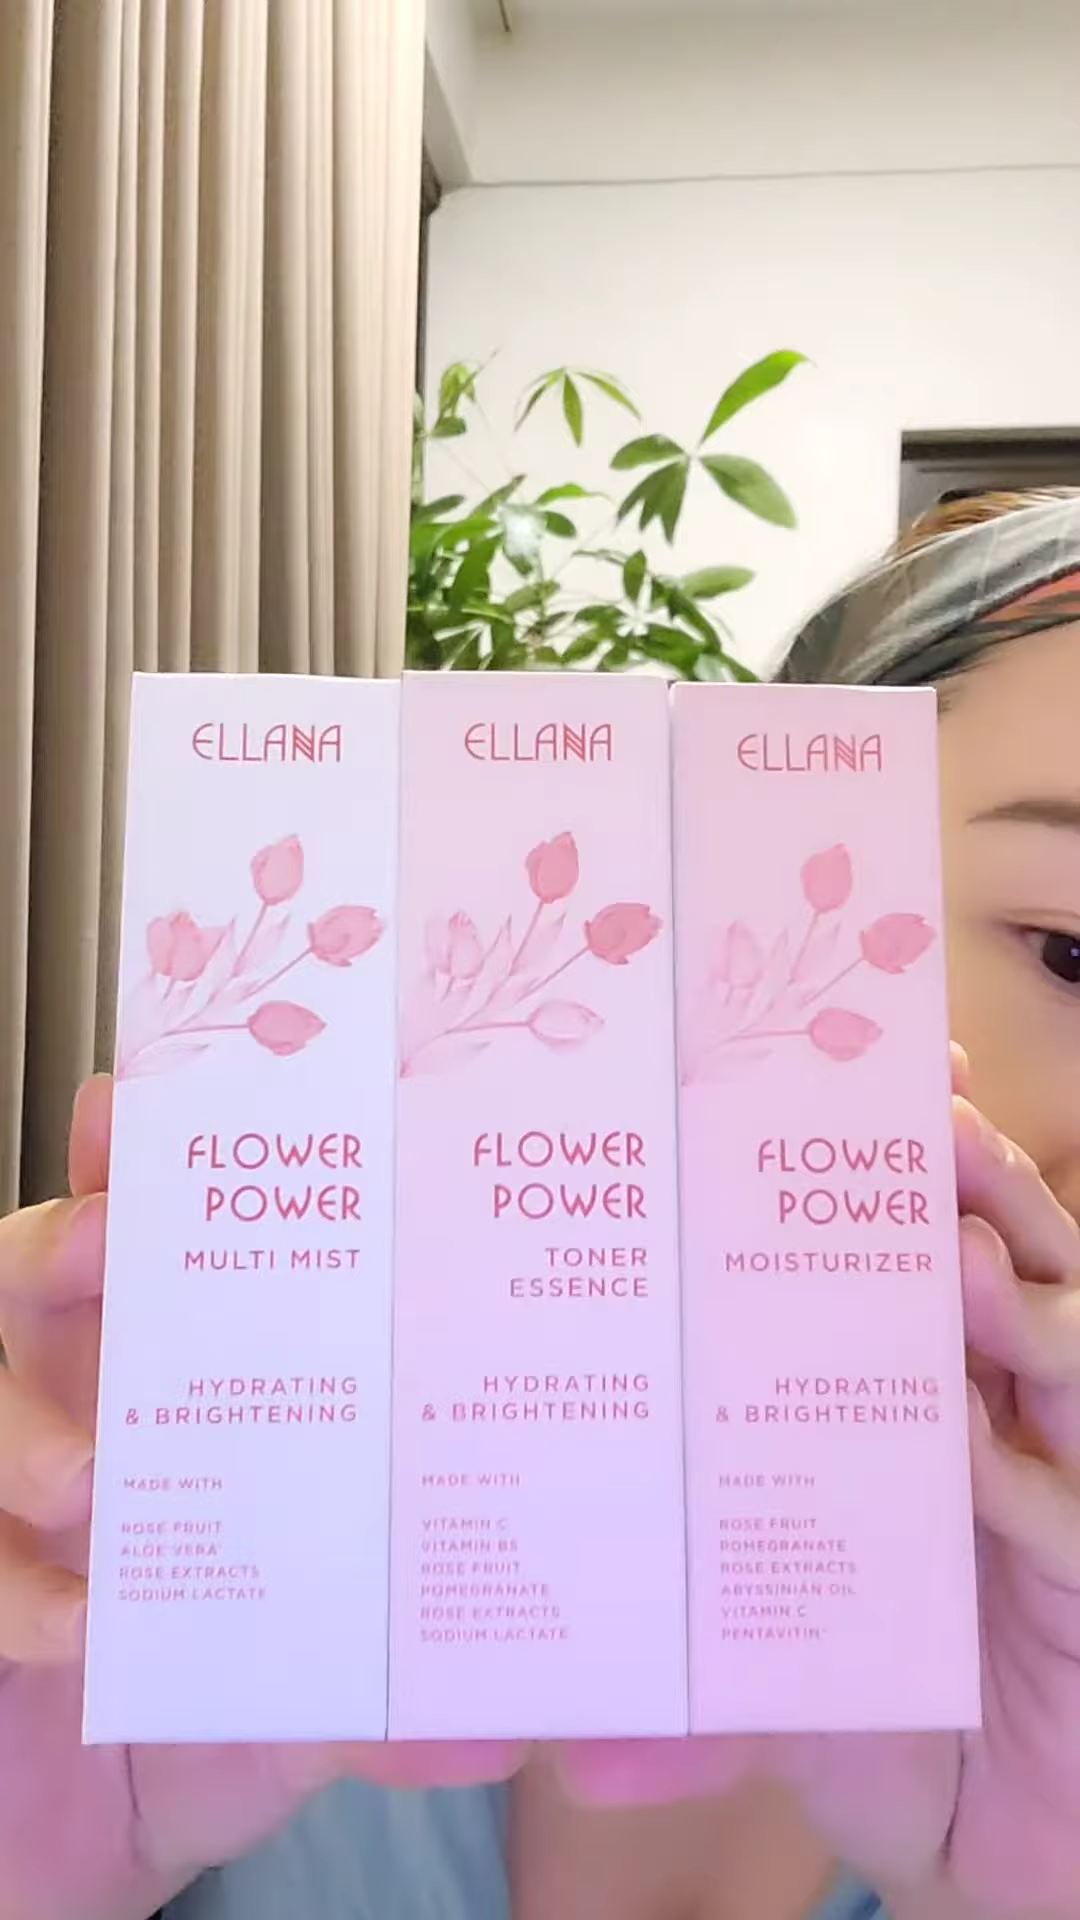 ELLANA
FLOWER
POWER
MULTI MIST
HYDRATING
& BRIGHTENING
MADE WITH
ROSE FRUIT
ALOE VERA
ROSE EXTRACTS
SODIUM LACTATE
ELLANA
FLOWER
POWER
TONER
ESSENCE
HYDRATING
& BRIGHTENING
MADE WITH
VITAMIN C
VITAMIN B5
ROSE FRUIT
POMEGRANATE
ROSE EXTRACTS
SODIUM LACTATE
ELLANA
FLOWER
POWER
MOISTURIZER
HYDRATING
& BRIGHTENING
MADE WITH
ROSE FRUIT
POMEGRANATE
ROSE EXTRACTS
ABYSSINIAN OIL
VITAMIN C
PENTAVITIN